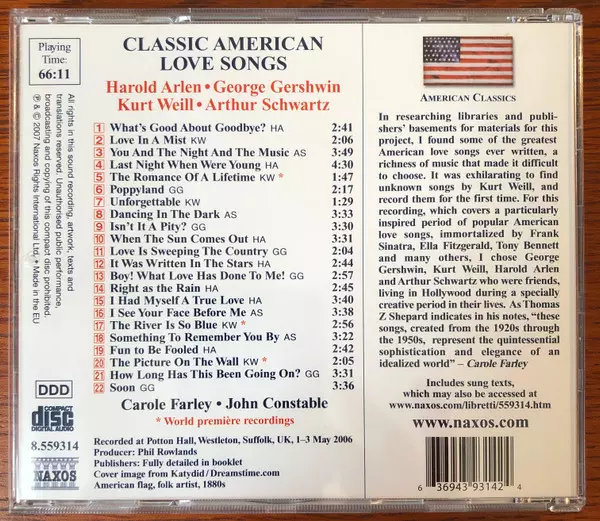 Playing
Time:
66:11
All rights in this sound recording, artwork, texts and
translations reserved. Unauthorised public performance,
broadcasting and copying of this compact disc prohibited.
℗ & © 2007 Naxos Rights International Ltd. • Made in the EU
DDD
COMPACT
disc
DIGITAL AUDIO
8.559314
NAXOS
CLASSIC AMERICAN
LOVE SONGS
Harold Arlen • George Gershwin
Kurt Weill • Arthur Schwartz
1 What's Good About Goodbye? HA 2:41
2 Love In A Mist KW 2:06
3 You And The Night And The Music AS 3:49
4 Last Night When Were Young HA 4:30
5 The Romance Of A Lifetime KW * 1:47
6 Poppyland GG 2:17
7 Unforgettable KW 1:29
8 Dancing In The Dark AS 3:33
9 Isn't It A Pity? GG 3:30
10 When The Sun Comes Out HA 3:31
11 Love Is Sweeping The Country GG 2:04
12 It Was Written In The Stars HA 3:44
13 Boy! What Love Has Done To Me! GG 2:57
14 Right as the Rain HA 3:45
15 I Had Myself A True Love HA 3:40
16 I See Your Face Before Me AS 3:38
17 The River Is So Blue KW * 2:56
18 Something To Remember You By AS 3:22
19 Fun to Be Fooled HA 3:42
20 The Picture On The Wall KW * 2:05
21 How Long Has This Been Going On? GG 3:31
22 Soon GG 3:36
Carole Farley • John Constable
* World première recordings
Recorded at Potton Hall, Westleton, Suffolk, UK, 1–3 May 2006
Producer: Phil Rowlands
Publishers: Fully detailed in booklet
Cover image from Katydid / Dreamstime.com
American flag, folk artist, 1880s
AMERICAN CLASSICS
In researching libraries and publi-
shers' basements for materials for this
project, I found some of the greatest
American love songs ever written, a
richness of music that made it difficult
to choose. It was exhilarating to find
unknown songs by Kurt Weill, and
record them for the first time. For this
recording, which covers a particularly
inspired period of popular American
love songs, immortalized by Frank
Sinatra, Ella Fitzgerald, Tony Bennett
and many others, I chose George
Gershwin, Kurt Weill, Harold Arlen
and Arthur Schwartz who were friends,
living in Hollywood during a specially
creative period in their lives. As Thomas
Z Shepard indicates in his notes, "these
songs, created from the 1920s through
the 1950s, represent the quintessential
sophistication and elegance of an
idealized world" – Carole Farley
Includes sung texts,
which may also be accessed at
www.naxos.com/libretti/559314.htm
www.naxos.com
6 36943 93142 4